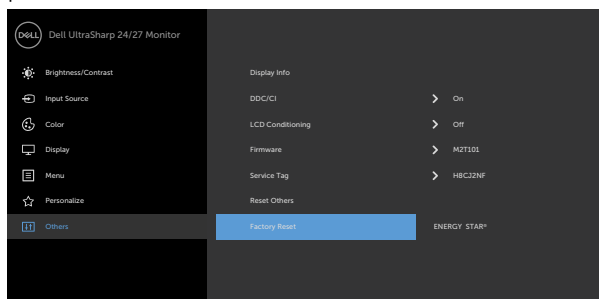 DELL Dell UltraSharp 24/27 Monitor
Brightness/Contrast
Display Info
Input Source
DDC/CI
On
Color
LCD Conditioning
Off
Display
Firmware
M2T101
Menu
Service Tag
H8CJ2NF
Personalize
Reset Others
Others
Factory Reset
ENERGY STAR®